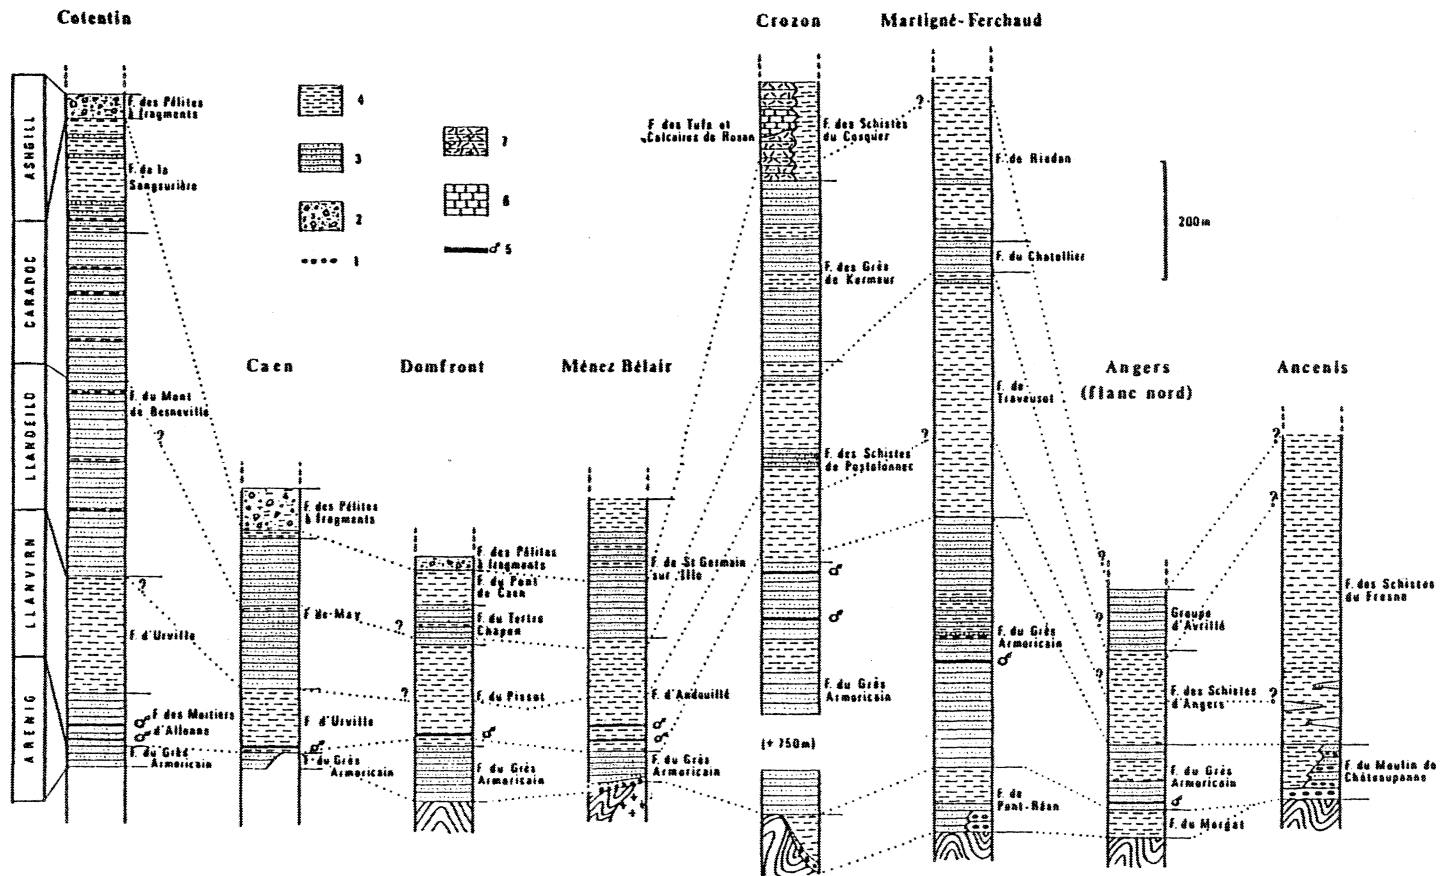 Cotentin
Crozon
Martigné-Ferchaud
ASHGILL
CARADOC
LLANDEILO
LLANVIRN
ARENIG
F. des Pélites
à fragments
F. de la
Sangsurière
F. du Mont
de Besneville
?
?
F. d'Urville
F. des Moitiers
d'Allonne
F. du Grès
Armoricain
4
3
2
1
7
6
5
Caen
F. des Pélites
à fragments
F. de May
F. d'Urville
F. du Grès
Armoricain
Domfront
F. des Pélites
à fragments
F. du Pont
de Caen
?
F. du Tertre
Chapon
?
F. du Pissot
F. du Grès
Armoricain
Ménez Bélair
F. de St Germain
sur Ille
F. d'Andouillé
F. du Grès
Armoricain
F. des Tufs et
Calcaires de Rosan
F. des Schistes
du Cosquer
F. des Grès
de Kermeur
F. des Schistes
de Postolonnec
F. du Grès
Armoricain
(+ 750m)
?
F. de Riadan
F. du Chatellier
F. de
Traveusot
?
F. du Grès
Armoricain
F. de
Pont-Réan
200m
Angers
(flanc nord)
?
?
?
Groupe
d'Avrillé
F. des Schistes
d'Angers
F. du Grès
Armoricain
F. du Morgat
Ancenis
?
?
?
F. des Schistes
du Fresne
F. du Moulin de
Châteaupanne